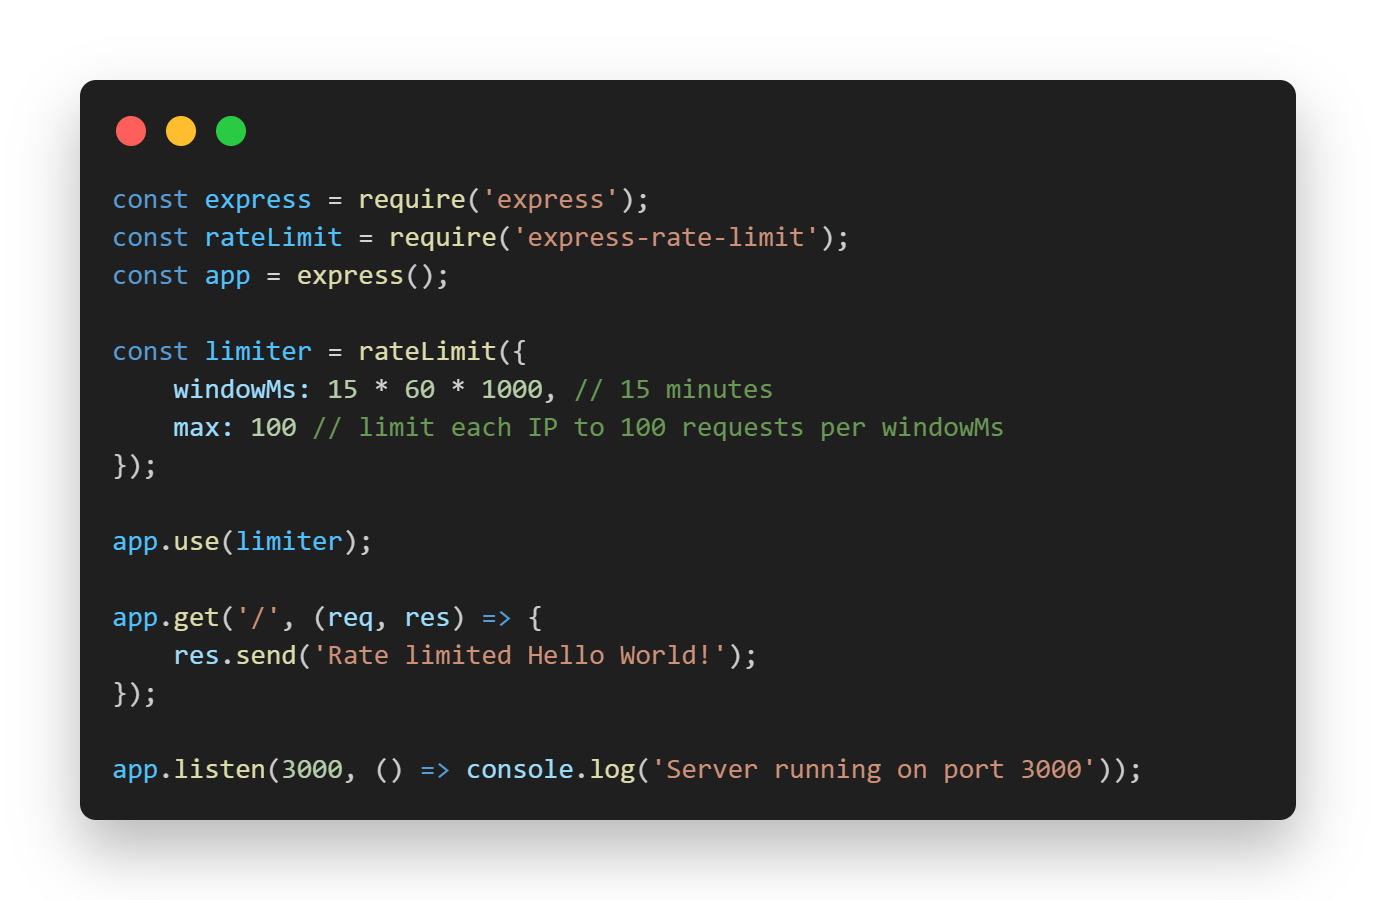 const express = require('express');
const rateLimit = require('express-rate-limit');
const app = express();

const limiter = rateLimit({
    windowMs: 15 * 60 * 1000, // 15 minutes
    max: 100 // limit each IP to 100 requests per windowMs
});

app.use(limiter);

app.get('/', (req, res) => {
    res.send('Rate limited Hello World!');
});

app.listen(3000, () => console.log('Server running on port 3000'));